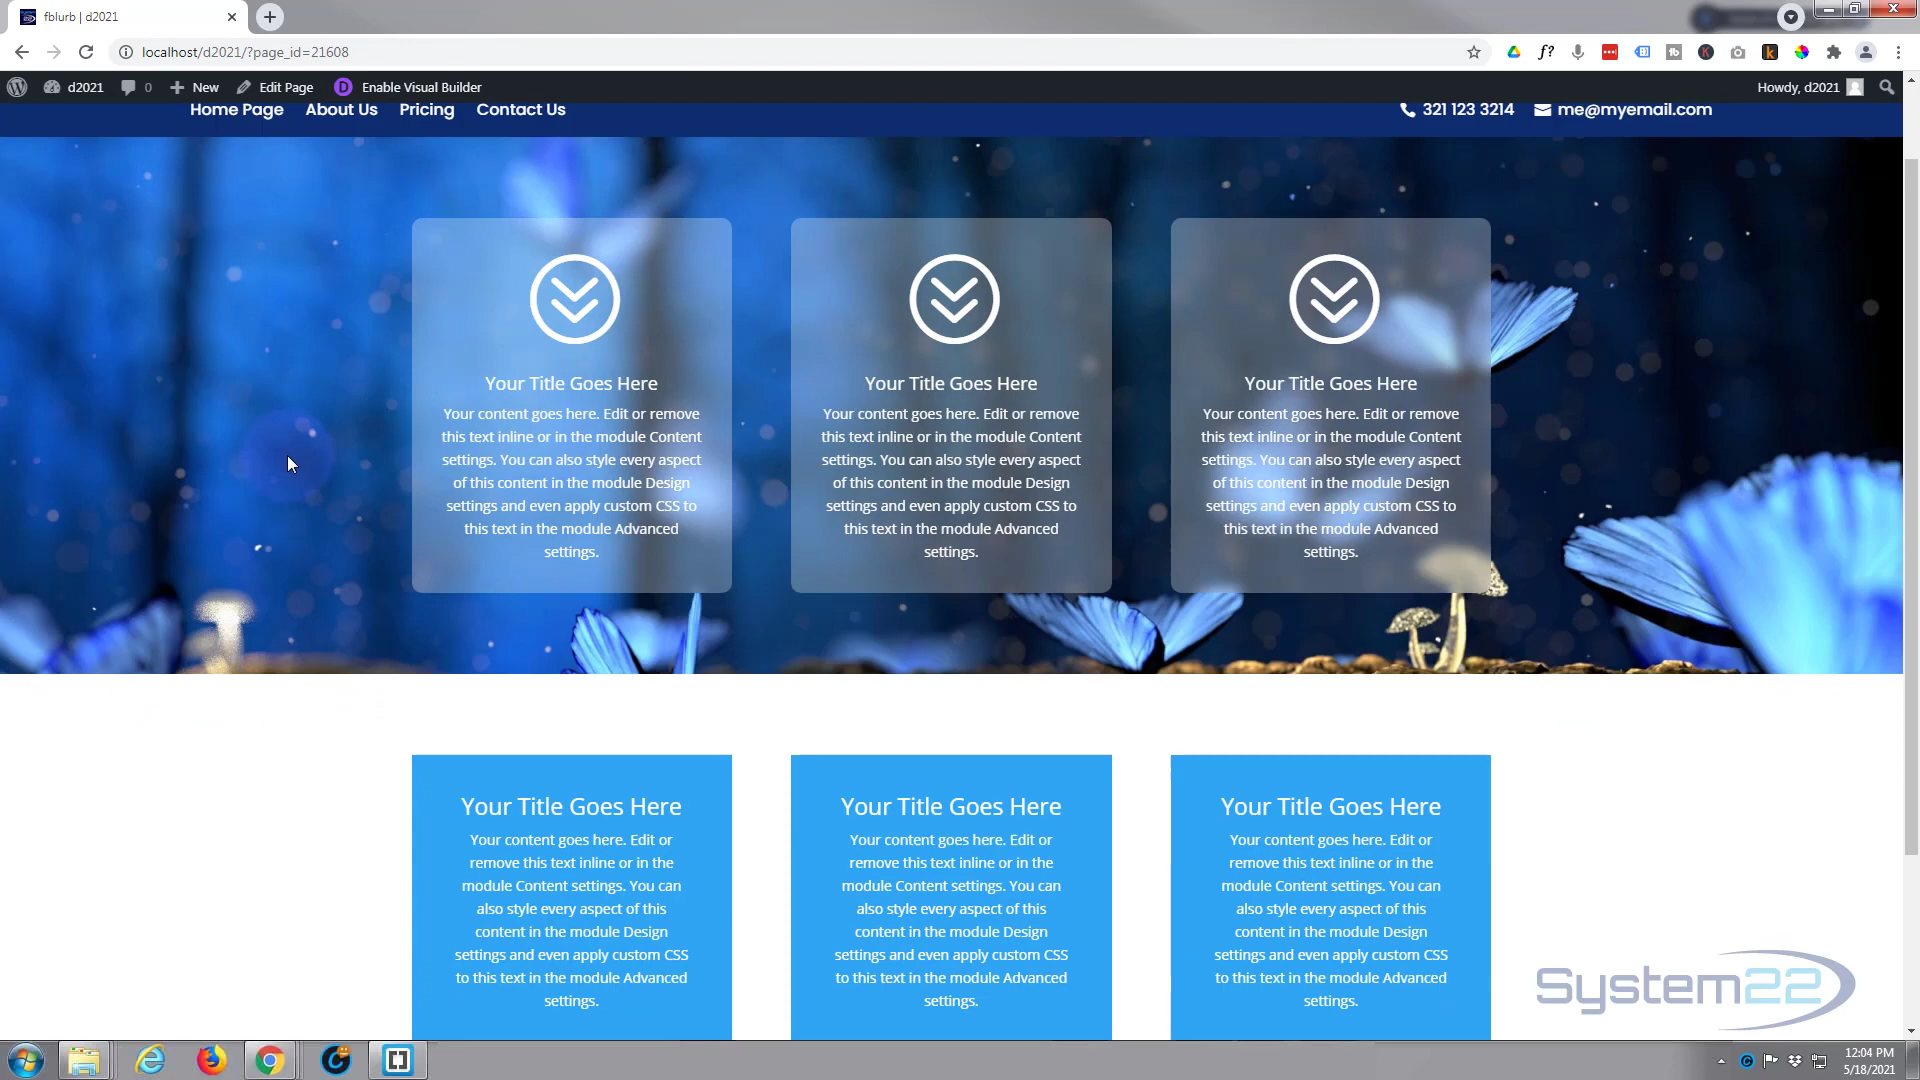 fblurb | d2021
localhost/d2021/?page_id=21608
d2021
0
New
Edit Page
D
Enable Visual Builder
Howdy, d2021
Home Page
About Us
Pricing
Contact Us
321 123 3214
me@myemail.com
Your Title Goes Here
Your content goes here. Edit or remove
this text inline or in the module Content
settings. You can also style every aspect
of this content in the module Design
settings and even apply custom CSS to
this text in the module Advanced
settings.
Your Title Goes Here
Your content goes here. Edit or remove
this text inline or in the module Content
settings. You can also style every aspect
of this content in the module Design
settings and even apply custom CSS to
this text in the module Advanced
settings.
Your Title Goes Here
Your content goes here. Edit or remove
this text inline or in the module Content
settings. You can also style every aspect
of this content in the module Design
settings and even apply custom CSS to
this text in the module Advanced
settings.
Your Title Goes Here
Your content goes here. Edit or
remove this text inline or in the
module Content settings. You can
also style every aspect of this
content in the module Design
settings and even apply custom CSS
to this text in the module Advanced
settings.
Your Title Goes Here
Your content goes here. Edit or
remove this text inline or in the
module Content settings. You can
also style every aspect of this
content in the module Design
settings and even apply custom CSS
to this text in the module Advanced
settings.
Your Title Goes Here
Your content goes here. Edit or
remove this text inline or in the
module Content settings. You can
also style every aspect of this
content in the module Design
settings and even apply custom CSS
to this text in the module Advanced
settings.
System22
12:04 PM
5/18/2021